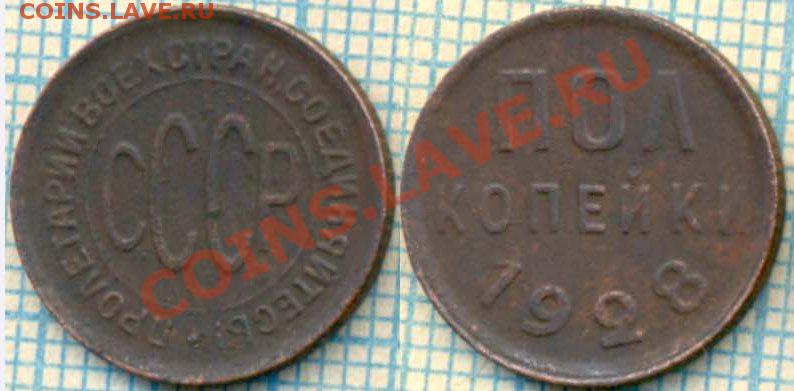 COINS.LAVE.RU
ПРОЛЕТАРИИ ВСЕХ СТРАН, СОЕДИНЯЙТЕСЬ!
СССР
ПОЛ
КОПЕЙКИ
1928
COINS.LAVE.RU